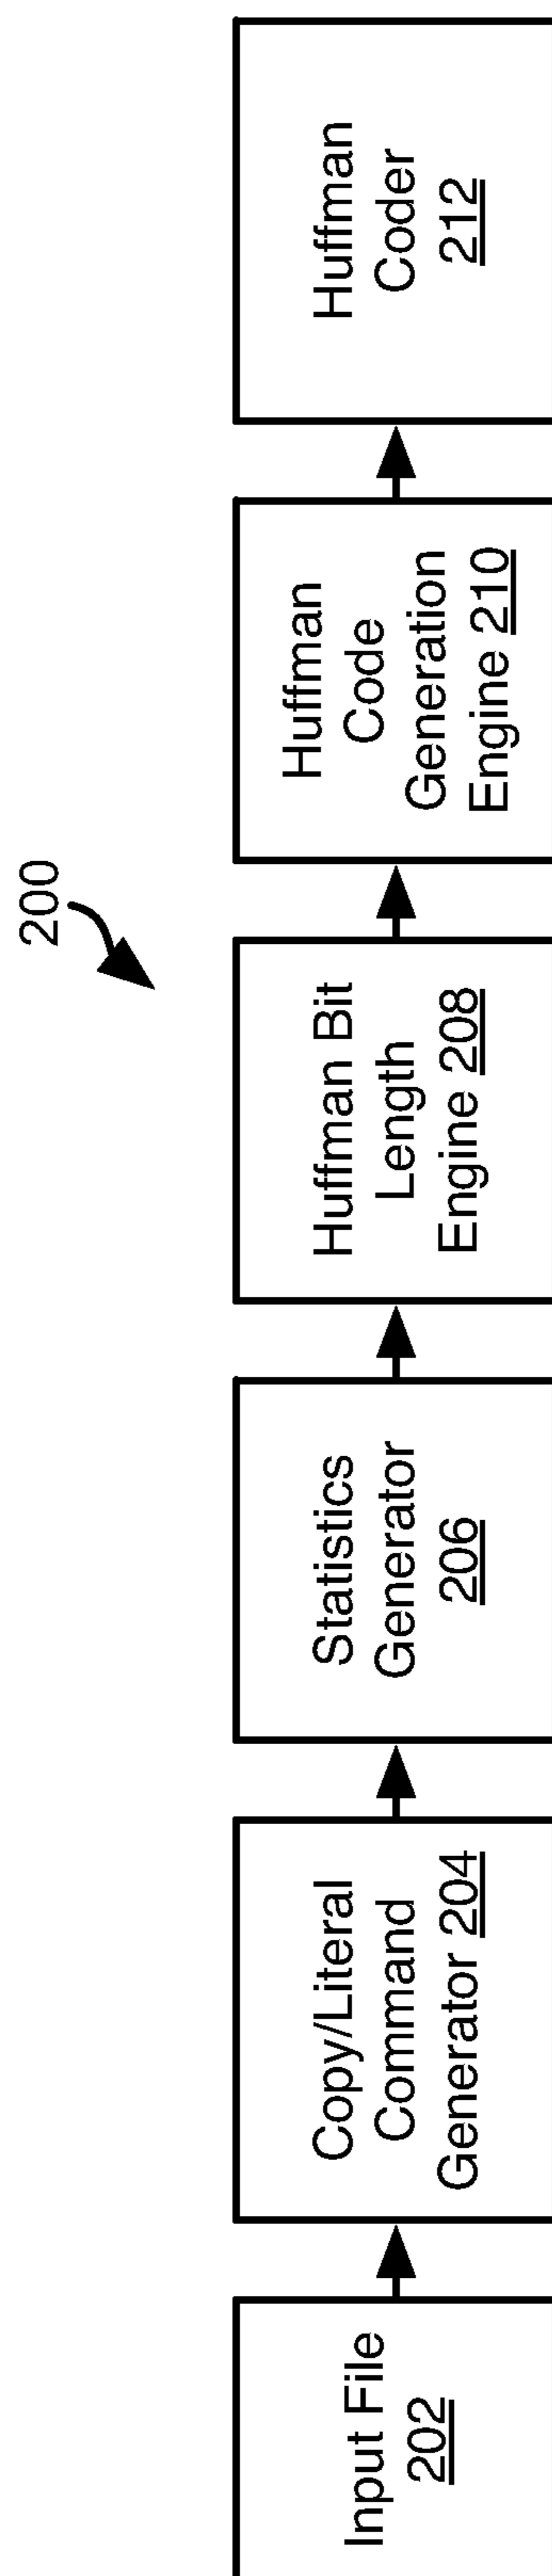 200
Input File
202
Copy/Literal
Command
Generator 204
Statistics
Generator
206
Huffman Bit
Length
Engine 208
Huffman
Code
Generation
Engine 210
Huffman
Coder
212